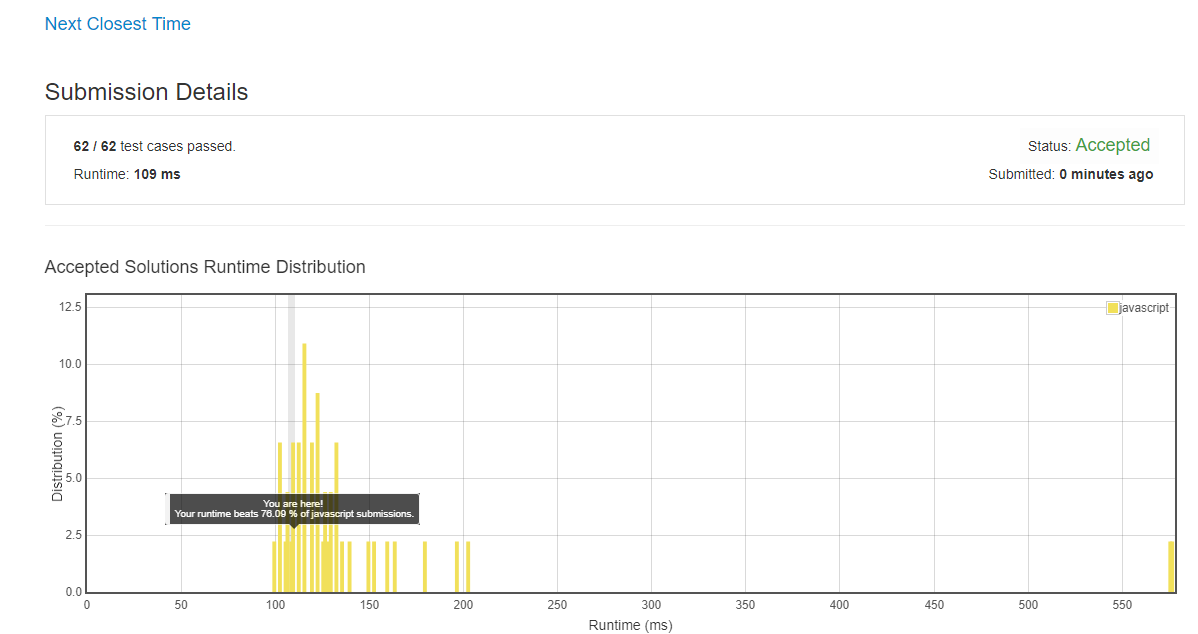 Next Closest Time
Submission Details
62 / 62 test cases passed.
Status: Accepted
Runtime: 109 ms
Submitted: 0 minutes ago
Accepted Solutions Runtime Distribution
12.5
10.0
7.5
5.0
2.5
0.0
Distribution (%)
javascript
You are here!
Your runtime beats 76.09 % of javascript submissions.
0 50 100 150 200 250 300 350 400 450 500 550
Runtime (ms)